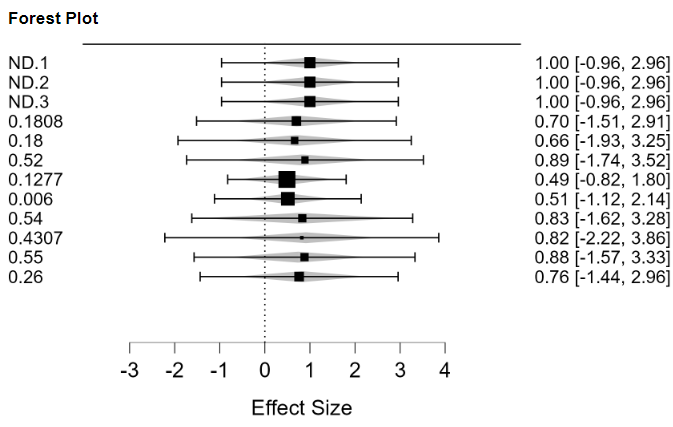 Forest Plot
ND.1 1.00 [-0.96, 2.96]
ND.2 1.00 [-0.96, 2.96]
ND.3 1.00 [-0.96, 2.96]
0.1808 0.70 [-1.51, 2.91]
0.18 0.66 [-1.93, 3.25]
0.52 0.89 [-1.74, 3.52]
0.1277 0.49 [-0.82, 1.80]
0.006 0.51 [-1.12, 2.14]
0.54 0.83 [-1.62, 3.28]
0.4307 0.82 [-2.22, 3.86]
0.55 0.88 [-1.57, 3.33]
0.26 0.76 [-1.44, 2.96]
-3 -2 -1 0 1 2 3 4
Effect Size